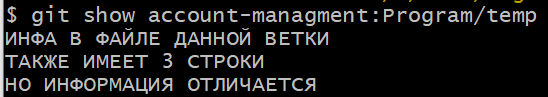 $ git show account-managment:Program/temp
ИНФА В ФАЙЛЕ ДАННОЙ ВЕТКИ
ТАКЖЕ ИМЕЕТ 3 СТРОКИ
НО ИНФОРМАЦИЯ ОТЛИЧАЕТСЯ